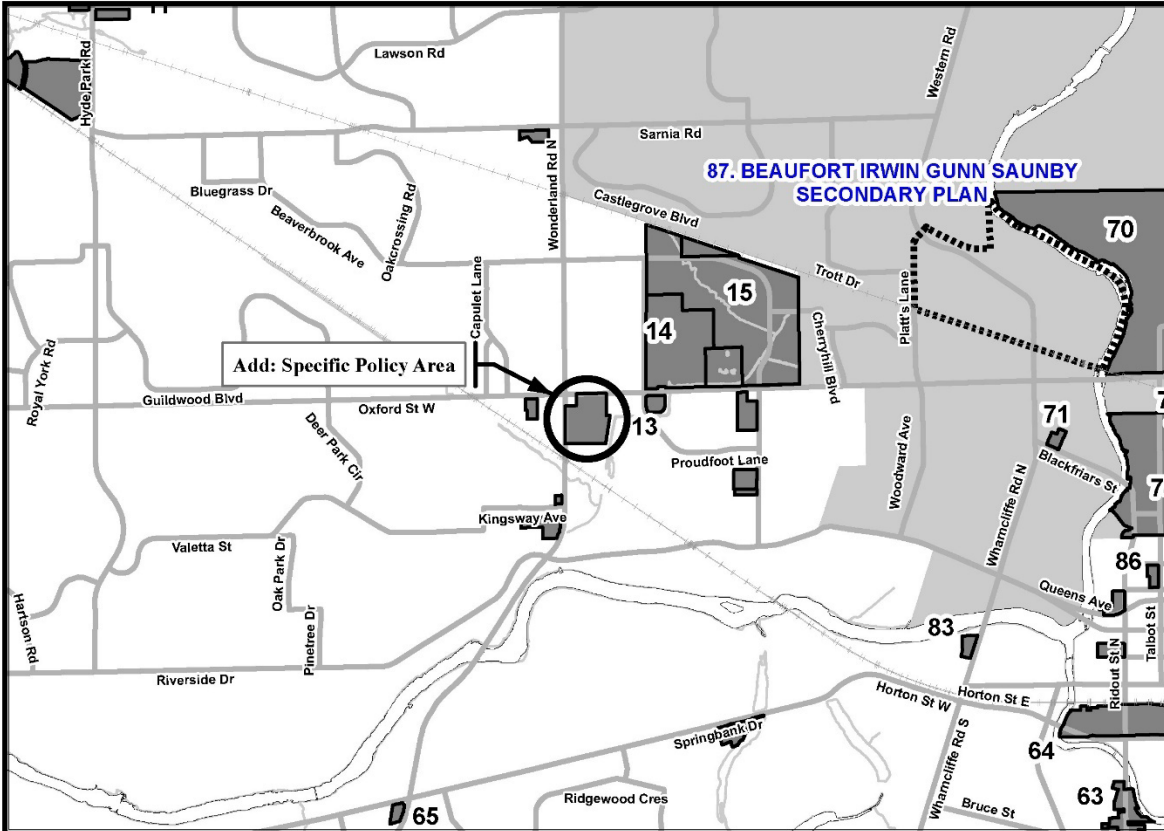 Hyde Park Rd
Lawson Rd
Western Rd
Sarnia Rd
Wonderland Rd N
87. BEAUFORT IRWIN GUNN SAUNBY
SECONDARY PLAN
Bluegrass Dr
Beaverbrook Ave
Oakcrossing Rd
Castlegrove Blvd
70
Trott Dr
Platt's Lane
15
14
Capulet Lane
Cherryhill Blvd
Royal York Rd
Add: Specific Policy Area
Guildwood Blvd
Oxford St W
13
Deer Park Cir
Proudfoot Lane
Woodward Ave
Wharncliffe Rd N
71
Blackfriars St
7
7
Kingsway Ave
Valetta St
Oak Park Dr
Pinetree Dr
Hartson Rd
Riverside Dr
86
Queens Ave
Talbot St
83
Ridout St N
Horton St W
Horton St E
Springbank Dr
Wharncliffe Rd S
64
65
Ridgewood Cres
Bruce St
63